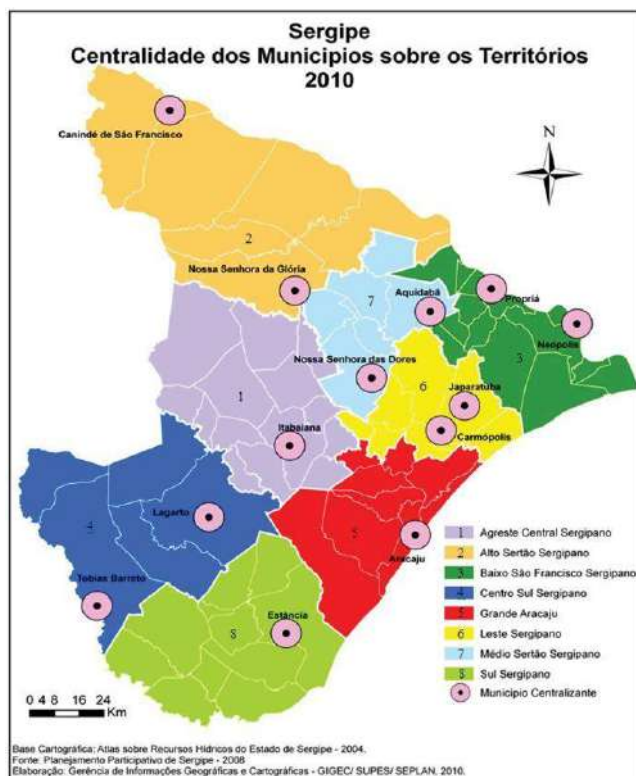 Sergipe
Centralidade dos Municipios sobre os Territórios
2010
Canindé de São Francisco
N
2
Nossa Senhora da Glória
7
Aquidabã
Propriá
Neópolis
Nossa Senhora das Dores
3
6
Japaratuba
1
Itabaiana
Carmópolis
Lagarto
4
5
Aracaju
Tobias Barreto
Estância
8
1 Agreste Central Sergipano
2 Alto Sertão Sergipano
3 Baixo São Francisco Sergipano
4 Centro Sul Sergipano
5 Grande Aracaju
6 Leste Sergipano
7 Médio Sertão Sergipano
8 Sul Sergipano
Municipio Centralizante
0 4 8 16 24
Km
Base Cartográfica: Atlas sobre Recursos Hídricos do Estado de Sergipe - 2004.
Fonte: Planejamento Participativo de Sergipe - 2008
Elaboração: Gerência de Informações Geográficas e Cartográficas - GIGEC/ SUPES/ SEPLAN, 2010.